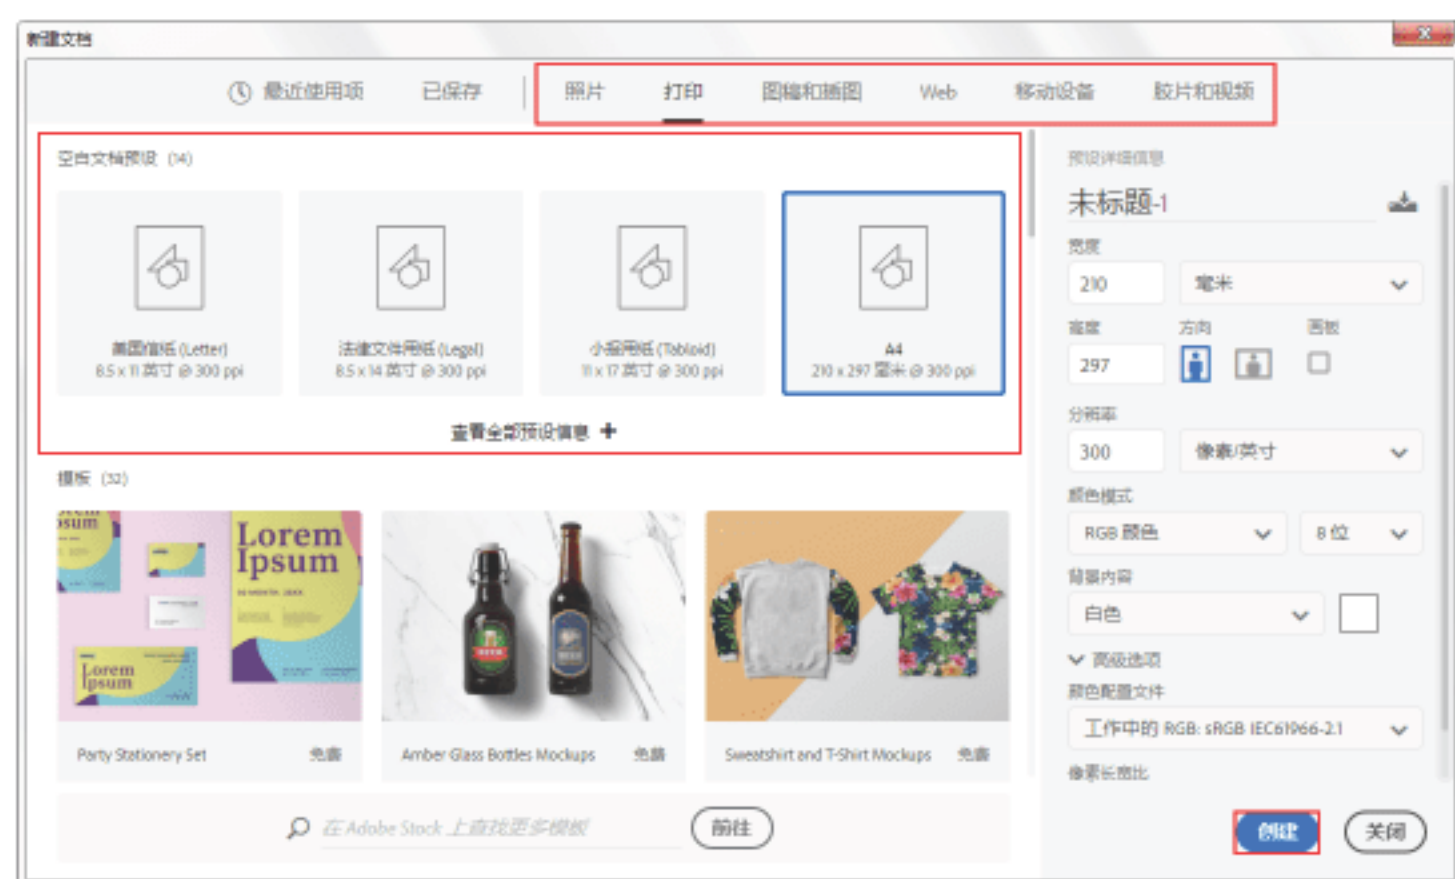 新建文档
最近使用项 已保存 照片 打印 图稿和插图 Web 移动设备 胶片和视频
空白文档预设 (14)
美国信纸 (Letter)
8.5 x 11 英寸 @ 300 ppi
法律文件用纸 (Legal)
8.5 x 14 英寸 @ 300 ppi
小报用纸 (Tabloid)
11 x 17 英寸 @ 300 ppi
A4
210 x 297 毫米 @ 300 ppi
查看全部预设信息 +
模板 (32)
Lorem
Ipsum
Lorem
Ipsum
Party Stationery Set 免费
Amber Glass Bottles Mockups 免费
Sweatshirt and T-Shirt Mockups 免费
在 Adobe Stock 上查找更多模板 前往
预设详细信息
未标题-1
宽度
210 毫米
高度 方向 画板
297
分辨率
300 像素/英寸
颜色模式
RGB 颜色 8 位
背景内容
白色
高级选项
颜色配置文件
工作中的 RGB: sRGB IEC61966-2.1
像素长宽比
创建 关闭